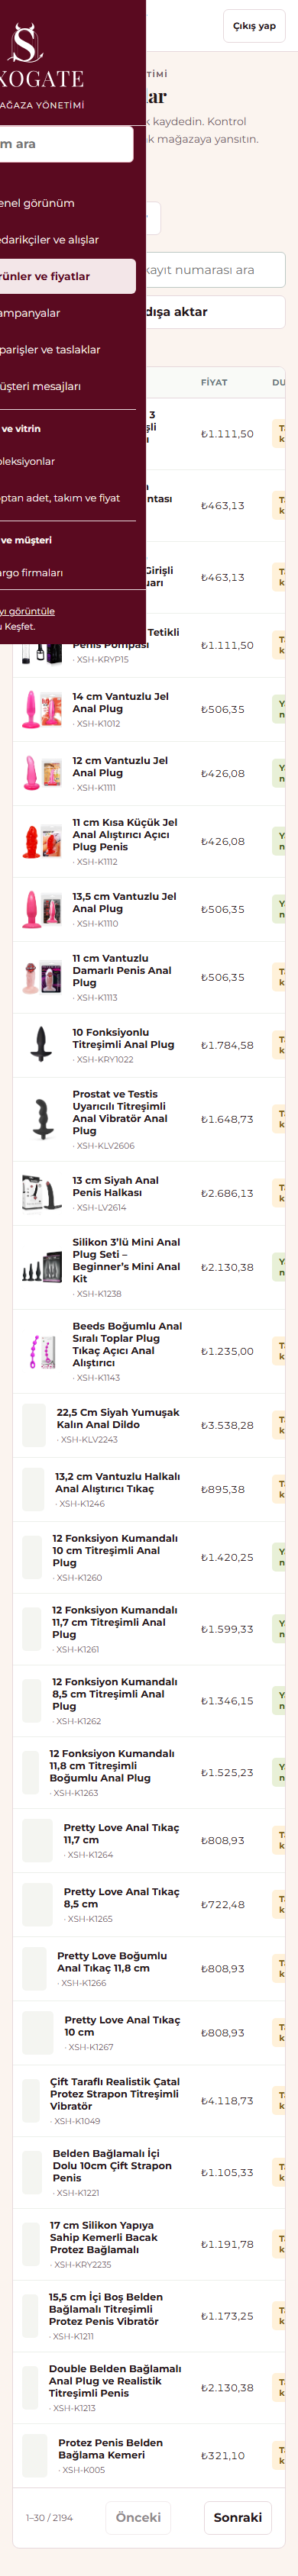 XOGATE
AĞAZA YÖNETİMİ
m ara
enel görünüm
edarikçiler ve alışlar
rünler ve fiyatlar
ampanyalar
parişler ve taslaklar
üşteri mesajları
ve vitrin
oleksiyonlar
optan adet, takım ve fiyat
ve müşteri
argo firmaları
yı görüntüle
u Keşfet.
Çıkış yap
TİMİ
lar
k kaydedin. Kontrol
ak mağazaya yansıtın.
kayıt numarası ara
dışa aktar
FİYAT
DU
3
₺1.111,50
₺463,13
Girişli
₺463,13
Tetikli
Penis Pompası
· XSH-KRYP15
₺1.111,50
14 cm Vantuzlu Jel
Anal Plug
· XSH-K1012
₺506,35
12 cm Vantuzlu Jel
Anal Plug
· XSH-K1111
₺426,08
11 cm Kısa Küçük Jel
Anal Alıştırıcı Açıcı
Plug Penis
· XSH-K1112
₺426,08
13,5 cm Vantuzlu Jel
Anal Plug
· XSH-K1110
₺506,35
11 cm Vantuzlu
Damarlı Penis Anal
Plug
· XSH-K1113
₺506,35
10 Fonksiyonlu
Titreşimli Anal Plug
· XSH-KRY1022
₺1.784,58
Prostat ve Testis
Uyarıcılı Titreşimli
Anal Vibratör Anal
Plug
· XSH-KLV2606
₺1.648,73
13 cm Siyah Anal
Penis Halkası
· XSH-LV2614
₺2.686,13
Silikon 3’lü Mini Anal
Plug Seti –
Beginner’s Mini Anal
Kit
· XSH-K1238
₺2.130,38
Beeds Boğumlu Anal
Sıralı Toplar Plug
Tıkaç Açıcı Anal
Alıştırıcı
· XSH-K1143
₺1.235,00
22,5 Cm Siyah Yumuşak
Kalın Anal Dildo
· XSH-KLV2243
₺3.538,28
13,2 cm Vantuzlu Halkalı
Anal Alıştırıcı Tıkaç
· XSH-K1246
₺895,38
12 Fonksiyon Kumandalı
10 cm Titreşimli Anal
Plug
· XSH-K1260
₺1.420,25
12 Fonksiyon Kumandalı
11,7 cm Titreşimli Anal
Plug
· XSH-K1261
₺1.599,33
12 Fonksiyon Kumandalı
8,5 cm Titreşimli Anal
Plug
· XSH-K1262
₺1.346,15
12 Fonksiyon Kumandalı
11,8 cm Titreşimli
Boğumlu Anal Plug
· XSH-K1263
₺1.525,23
Pretty Love Anal Tıkaç
11,7 cm
· XSH-K1264
₺808,93
Pretty Love Anal Tıkaç
8,5 cm
· XSH-K1265
₺722,48
Pretty Love Boğumlu
Anal Tıkaç 11,8 cm
· XSH-K1266
₺808,93
Pretty Love Anal Tıkaç
10 cm
· XSH-K1267
₺808,93
Çift Taraflı Realistik Çatal
Protez Strapon Titreşimli
Vibratör
· XSH-K1049
₺4.118,73
Belden Bağlamalı İçi
Dolu 10cm Çift Strapon
Penis
· XSH-K1221
₺1.105,33
17 cm Silikon Yapıya
Sahip Kemerli Bacak
Protez Bağlamalı
· XSH-KRY2235
₺1.191,78
15,5 cm İçi Boş Belden
Bağlamalı Titreşimli
Protez Penis Vibratör
· XSH-K1211
₺1.173,25
Double Belden Bağlamalı
Anal Plug ve Realistik
Titreşimli Penis
· XSH-K1213
₺2.130,38
Protez Penis Belden
Bağlama Kemeri
· XSH-K005
₺321,10
1–30 / 2194
Önceki
Sonraki